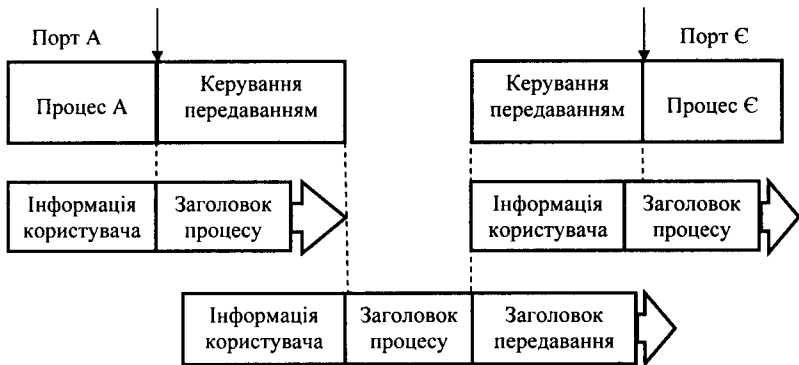 Порт А
Порт Є
Процес А
Керування
передаванням
Керування
передаванням
Процес Є
Інформація
користувача
Заголовок
процесу
Інформація
користувача
Заголовок
процесу
Інформація
користувача
Заголовок
процесу
Заголовок
передавання